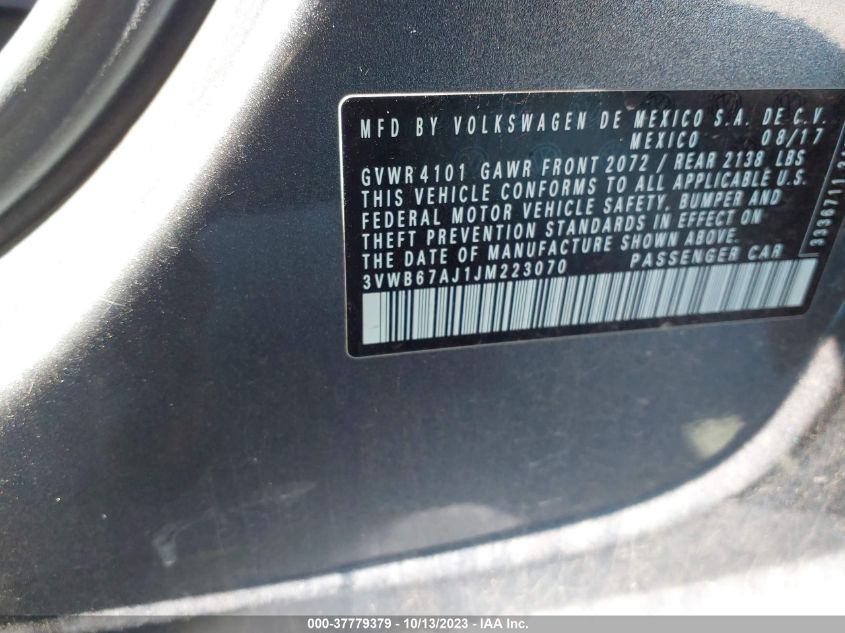 MFD BY VOLKSWAGEN DE MEXICO S.A. DE C.V.
MEXICO 08/17
GVWR 4101 GAWR FRONT 2072 / REAR 2138 LBS
THIS VEHICLE CONFORMS TO ALL APPLICABLE U.S.
FEDERAL MOTOR VEHICLE SAFETY, BUMPER AND
THEFT PREVENTION STANDARDS IN EFFECT ON
THE DATE OF MANUFACTURE SHOWN ABOVE.
3VWB67AJ1JM223070 PASSENGER CAR
000-37779379 | 10/13/2023 - IAA Inc.